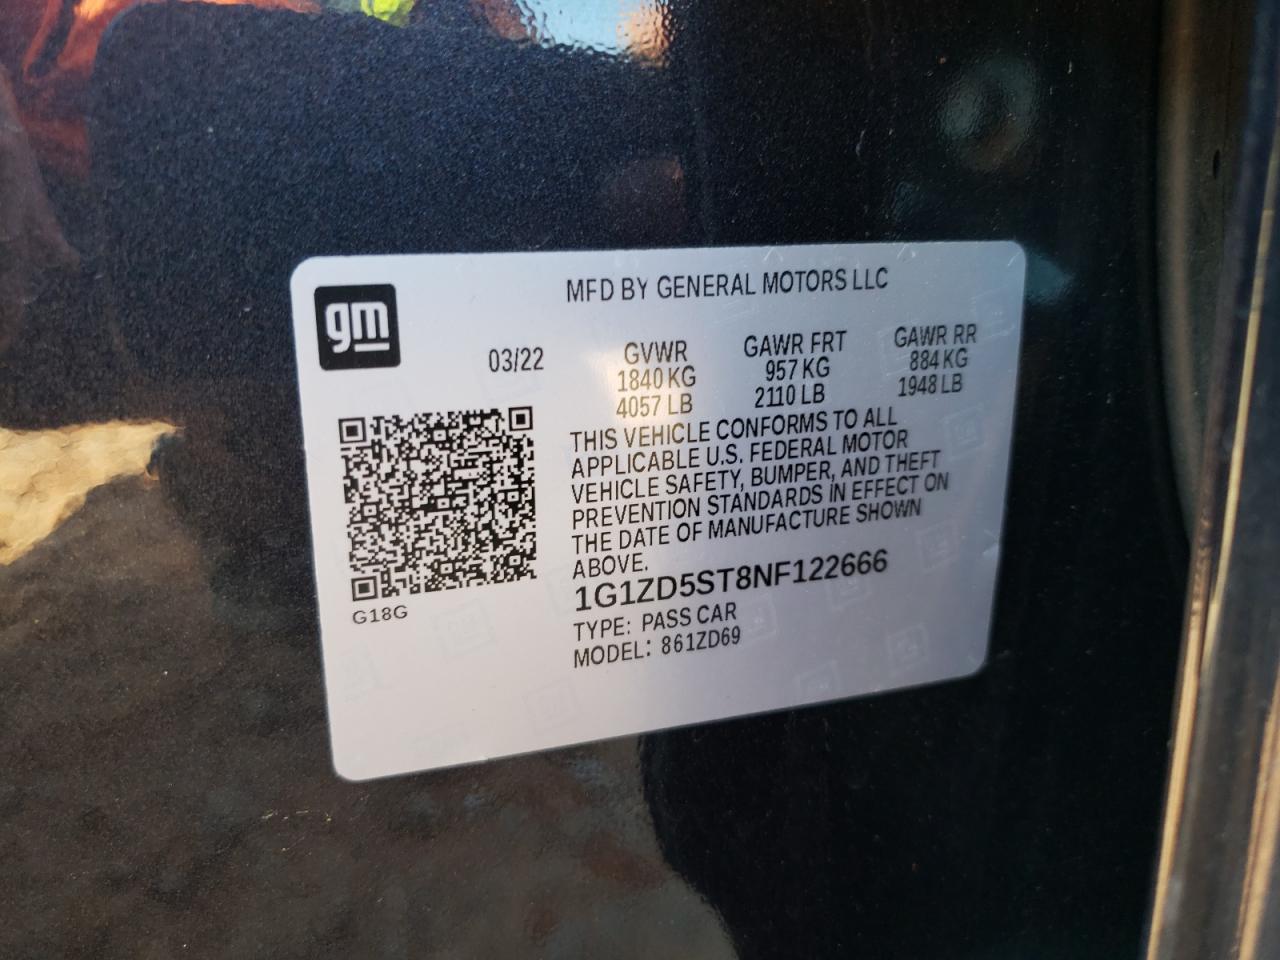 gm
MFD BY GENERAL MOTORS LLC
03/22
GVWR
1840 KG
4057 LB
GAWR FRT
957 KG
2110 LB
GAWR RR
884 KG
1948 LB
THIS VEHICLE CONFORMS TO ALL
APPLICABLE U.S. FEDERAL MOTOR
VEHICLE SAFETY, BUMPER, AND THEFT
PREVENTION STANDARDS IN EFFECT ON
THE DATE OF MANUFACTURE SHOWN
ABOVE.
1G1ZD5ST8NF122666
TYPE: PASS CAR
MODEL: 861ZD69
G18G